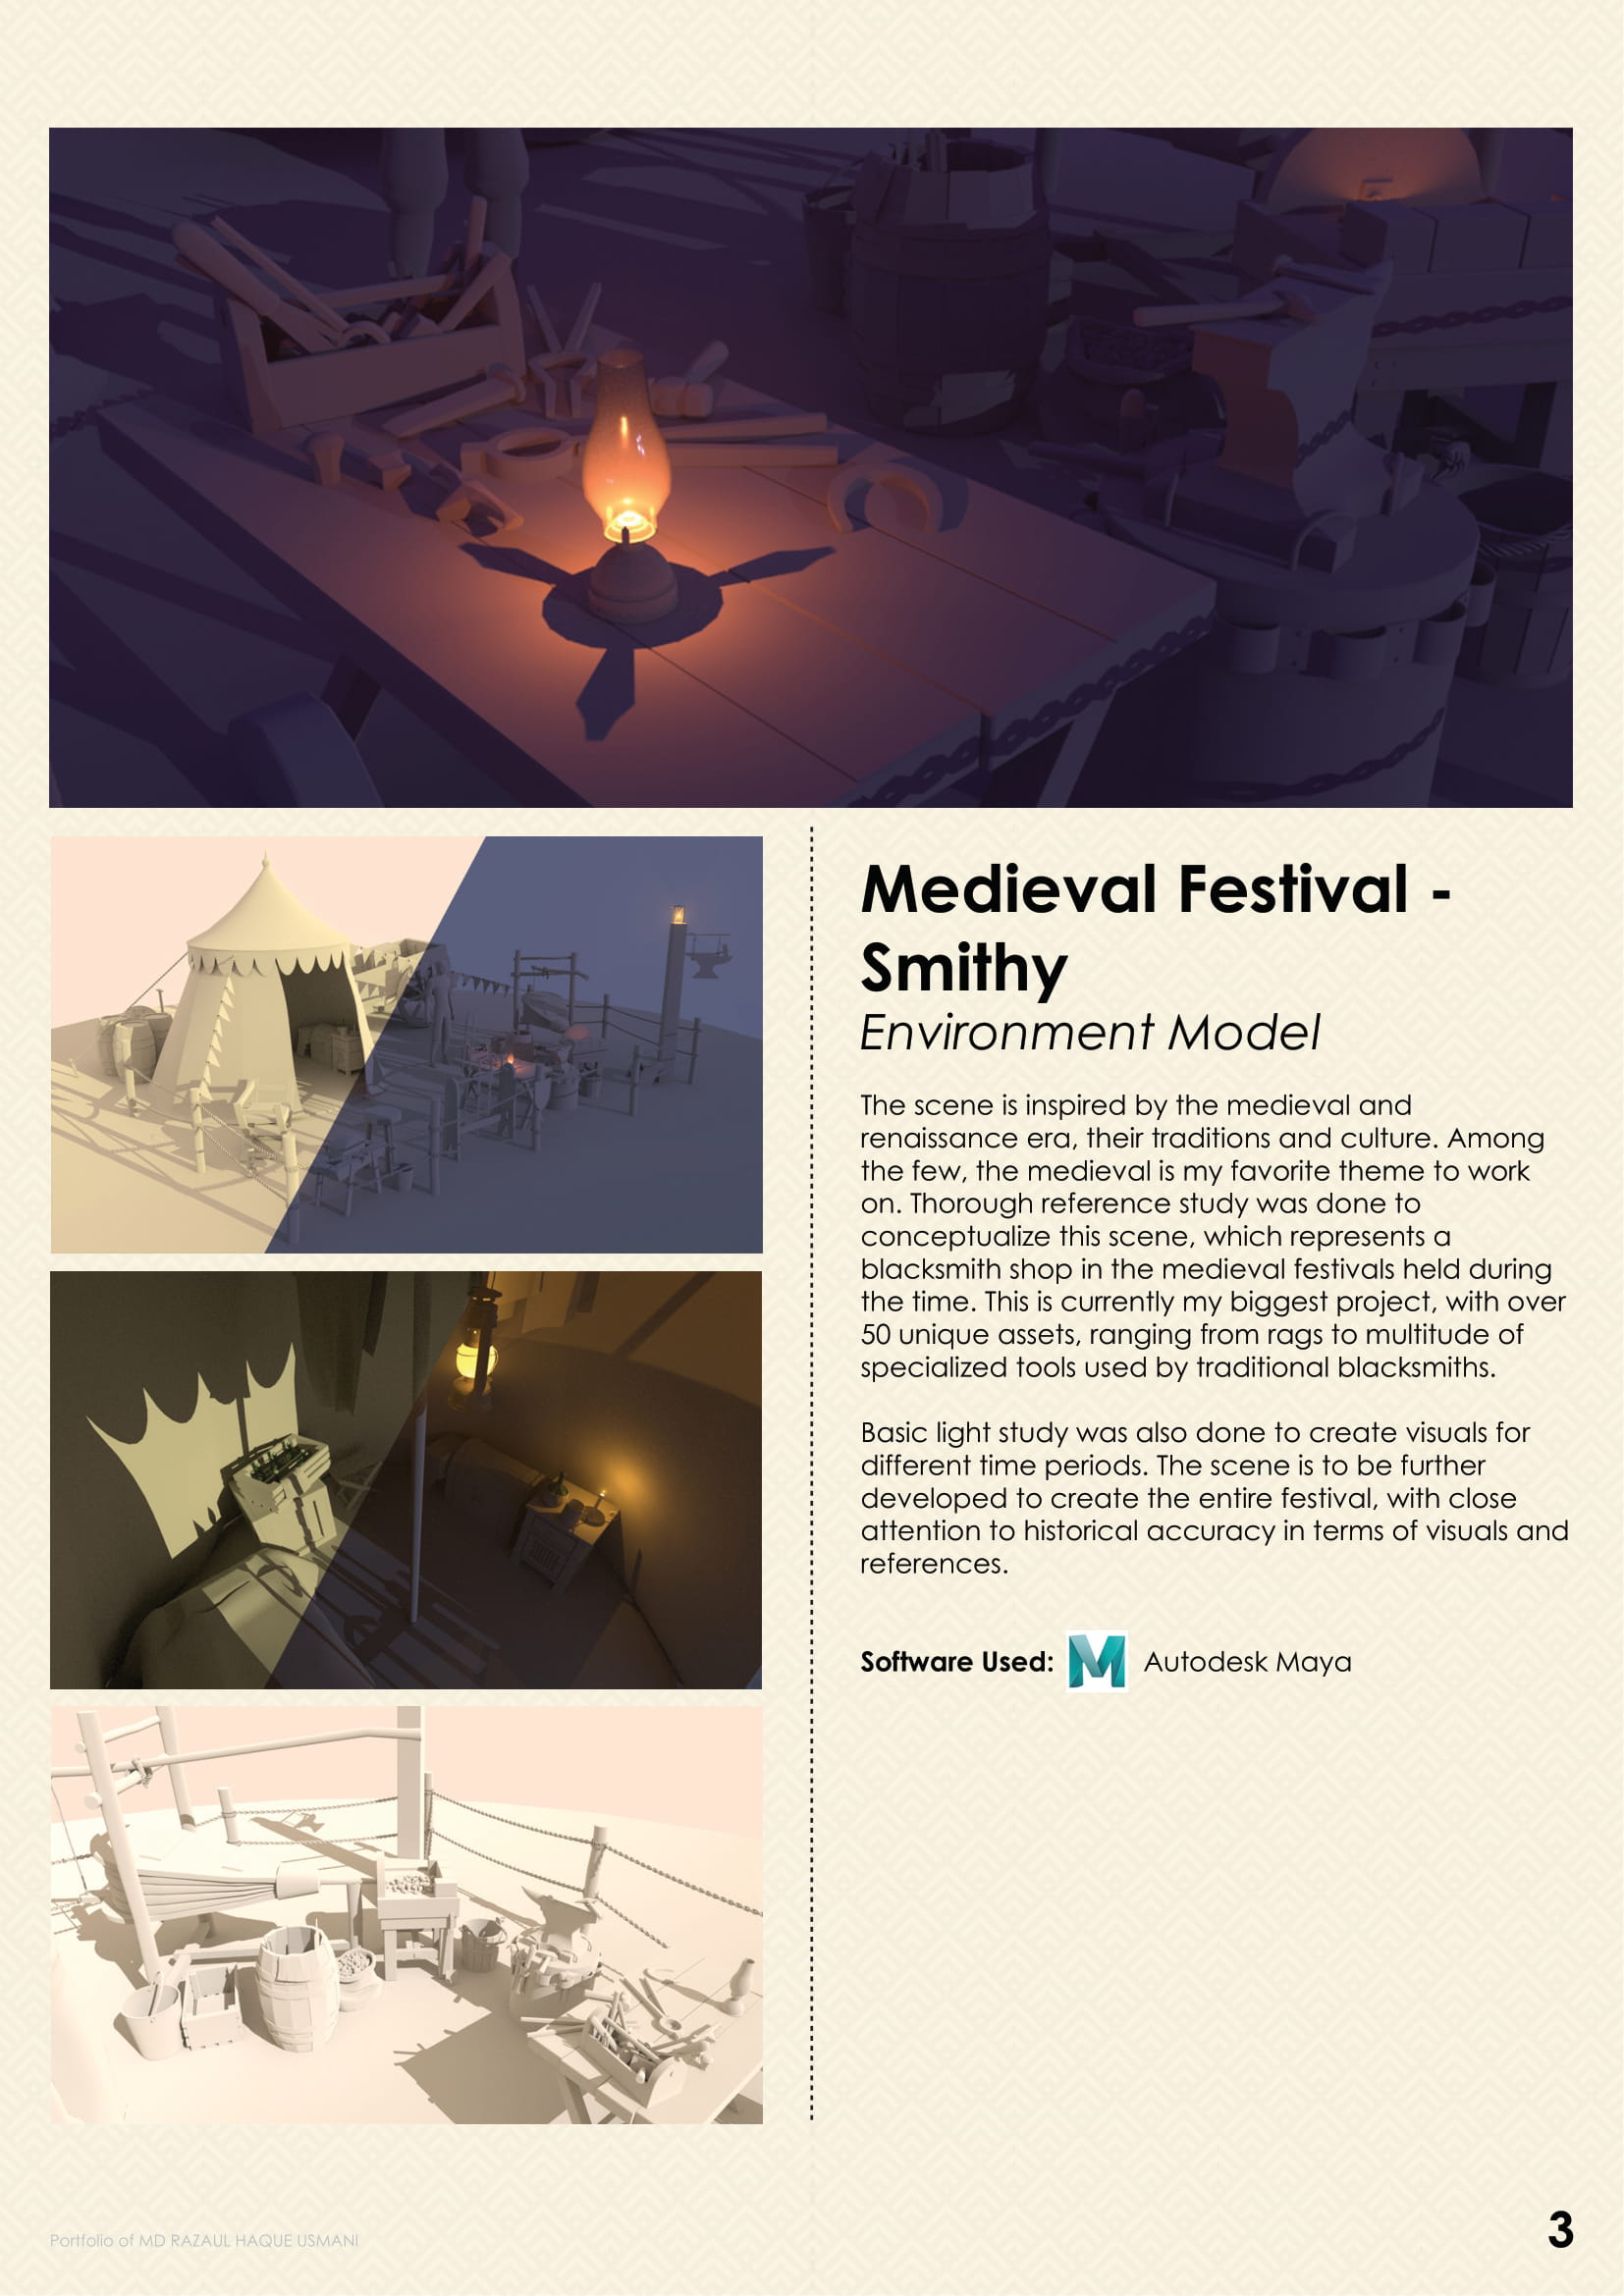 Medieval Festival -
Smithy
Environment Model
The scene is inspired by the medieval and
renaissance era, their traditions and culture. Among
the few, the medieval is my favorite theme to work
on. Thorough reference study was done to
conceptualize this scene, which represents a
blacksmith shop in the medieval festivals held during
the time. This is currently my biggest project, with over
50 unique assets, ranging from rags to multitude of
specialized tools used by traditional blacksmiths.
Basic light study was also done to create visuals for
different time periods. The scene is to be further
developed to create the entire festival, with close
attention to historical accuracy in terms of visuals and
references.
Software Used: Autodesk Maya
Portfolio of MD RAZAUL HAQUE USMANI
3